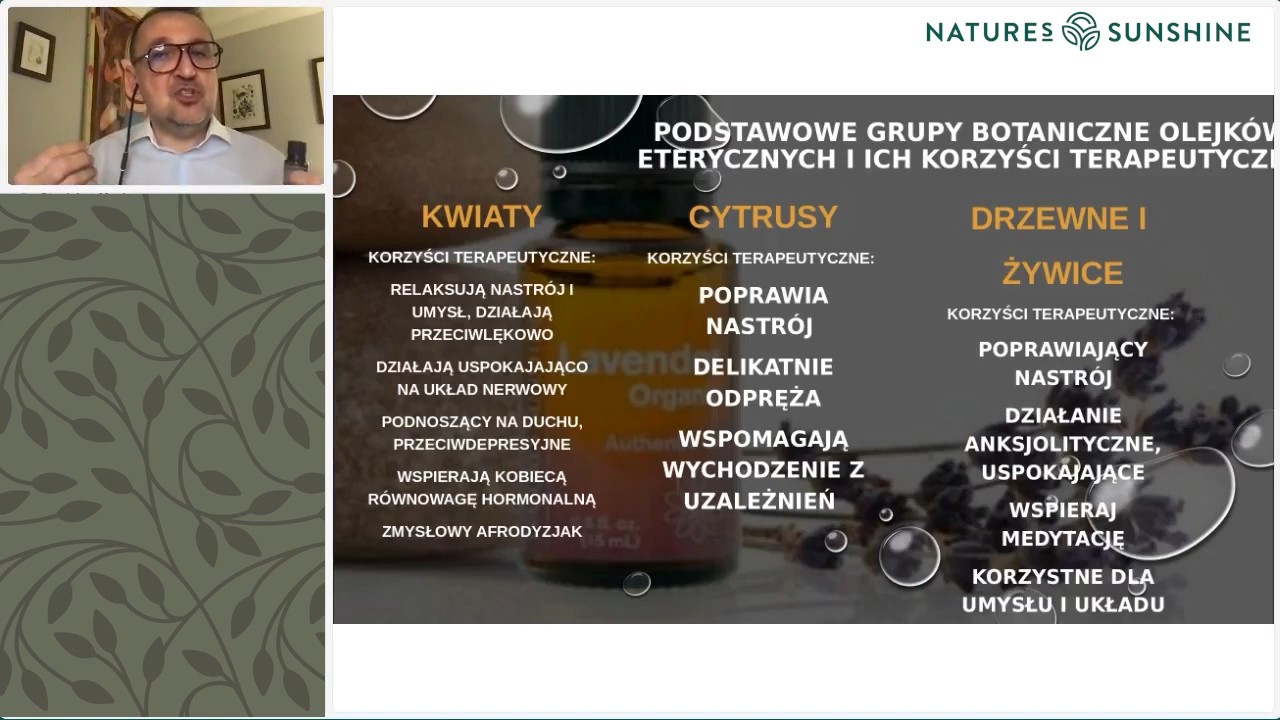 NATURES SUNSHINE
PODSTAWOWE GRUPY BOTANICZNE OLEJKÓW
ETERYCZNYCH I ICH KORZYŚCI
KWIATY
KORZYŚCI TERAPEUTYCZNE:
RELAKSUJĄ NASTRÓJ I
UMYSŁ, DZIAŁAJĄ
PRZECIWLĘKOWO
DZIAŁAJĄ USPOKAJAJĄCO
NA UKŁAD NERWOWY
PODNOSZĄCY NA DUCHU,
PRZECIWDEPRESYJNE
WSPIERAJĄ KOBIECĄ
RÓWNOWAGĘ HORMONALNĄ
ZMYSŁOWY AFRODYZJAK
CYTRUSY
KORZYŚCI TERAPEUTYCZNE:
POPRAWIA
NASTRÓJ
DELIKATNIE
ODPRĘŻA
WSPOMAGAJĄ
WYCHODZENIE Z
UZALEŻNIEŃ
DRZEWNE I
ŻYWICE
KORZYŚCI TERAPEUTYCZNE:
POPRAWIAJĄCY
NASTRÓJ
DZIAŁANIE
ANKSJOLITYCZNE,
USPOKAJAJĄCE
WSPIERAJ
MEDYTACJĘ
KORZYSTNE DLA
UMYSŁU I UKŁADU
(15 mL)